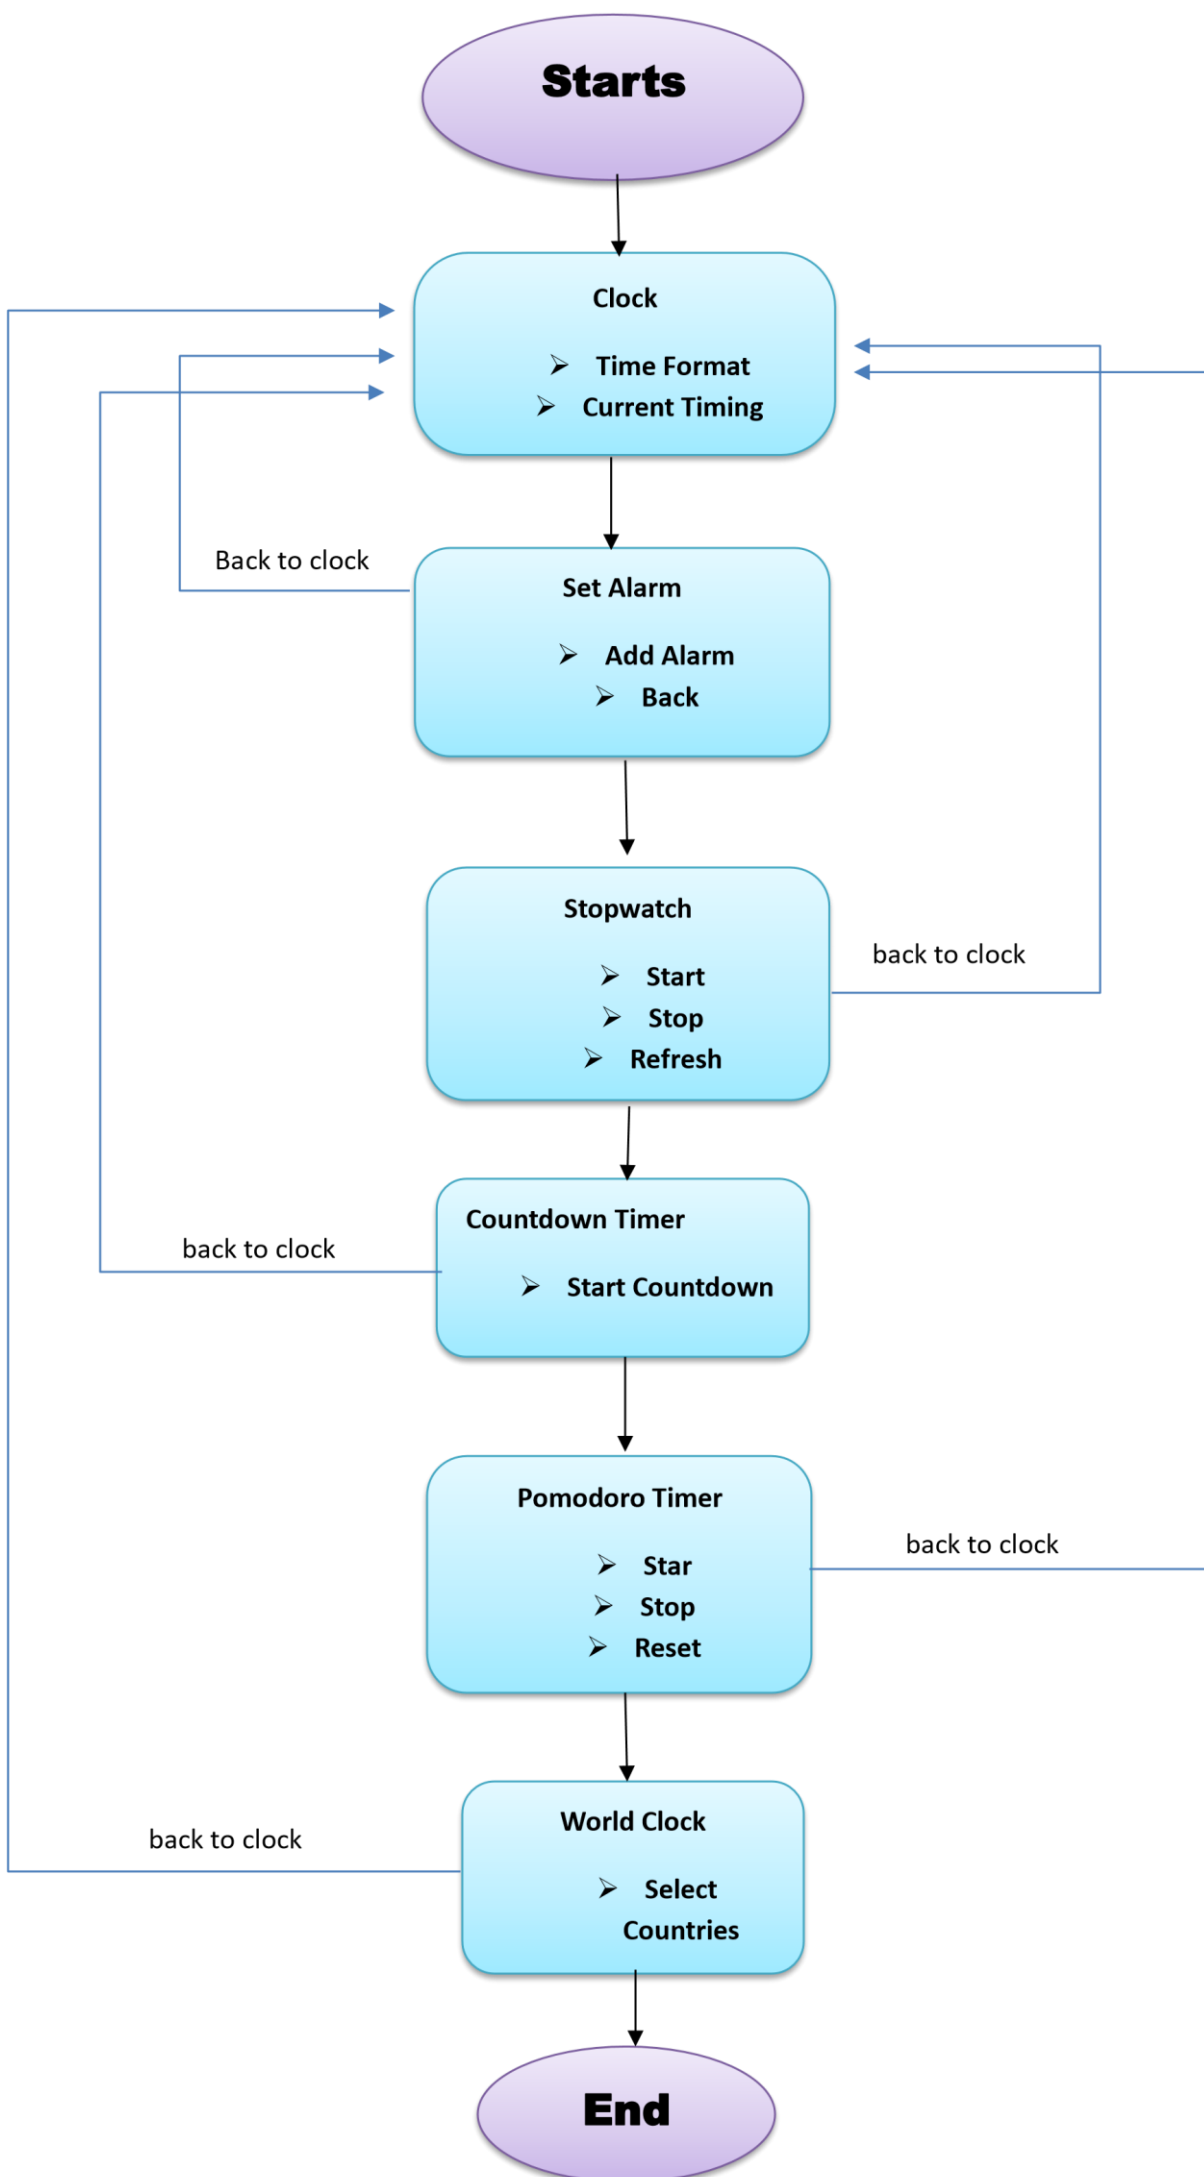 Starts
Clock
➢ Time Format
➢ Current Timing
Back to clock
Set Alarm
➢ Add Alarm
➢ Back
Stopwatch
➢ Start
➢ Stop
➢ Refresh
back to clock
Countdown Timer
➢ Start Countdown
back to clock
Pomodoro Timer
➢ Star
➢ Stop
➢ Reset
back to clock
World Clock
➢ Select
Countries
back to clock
End